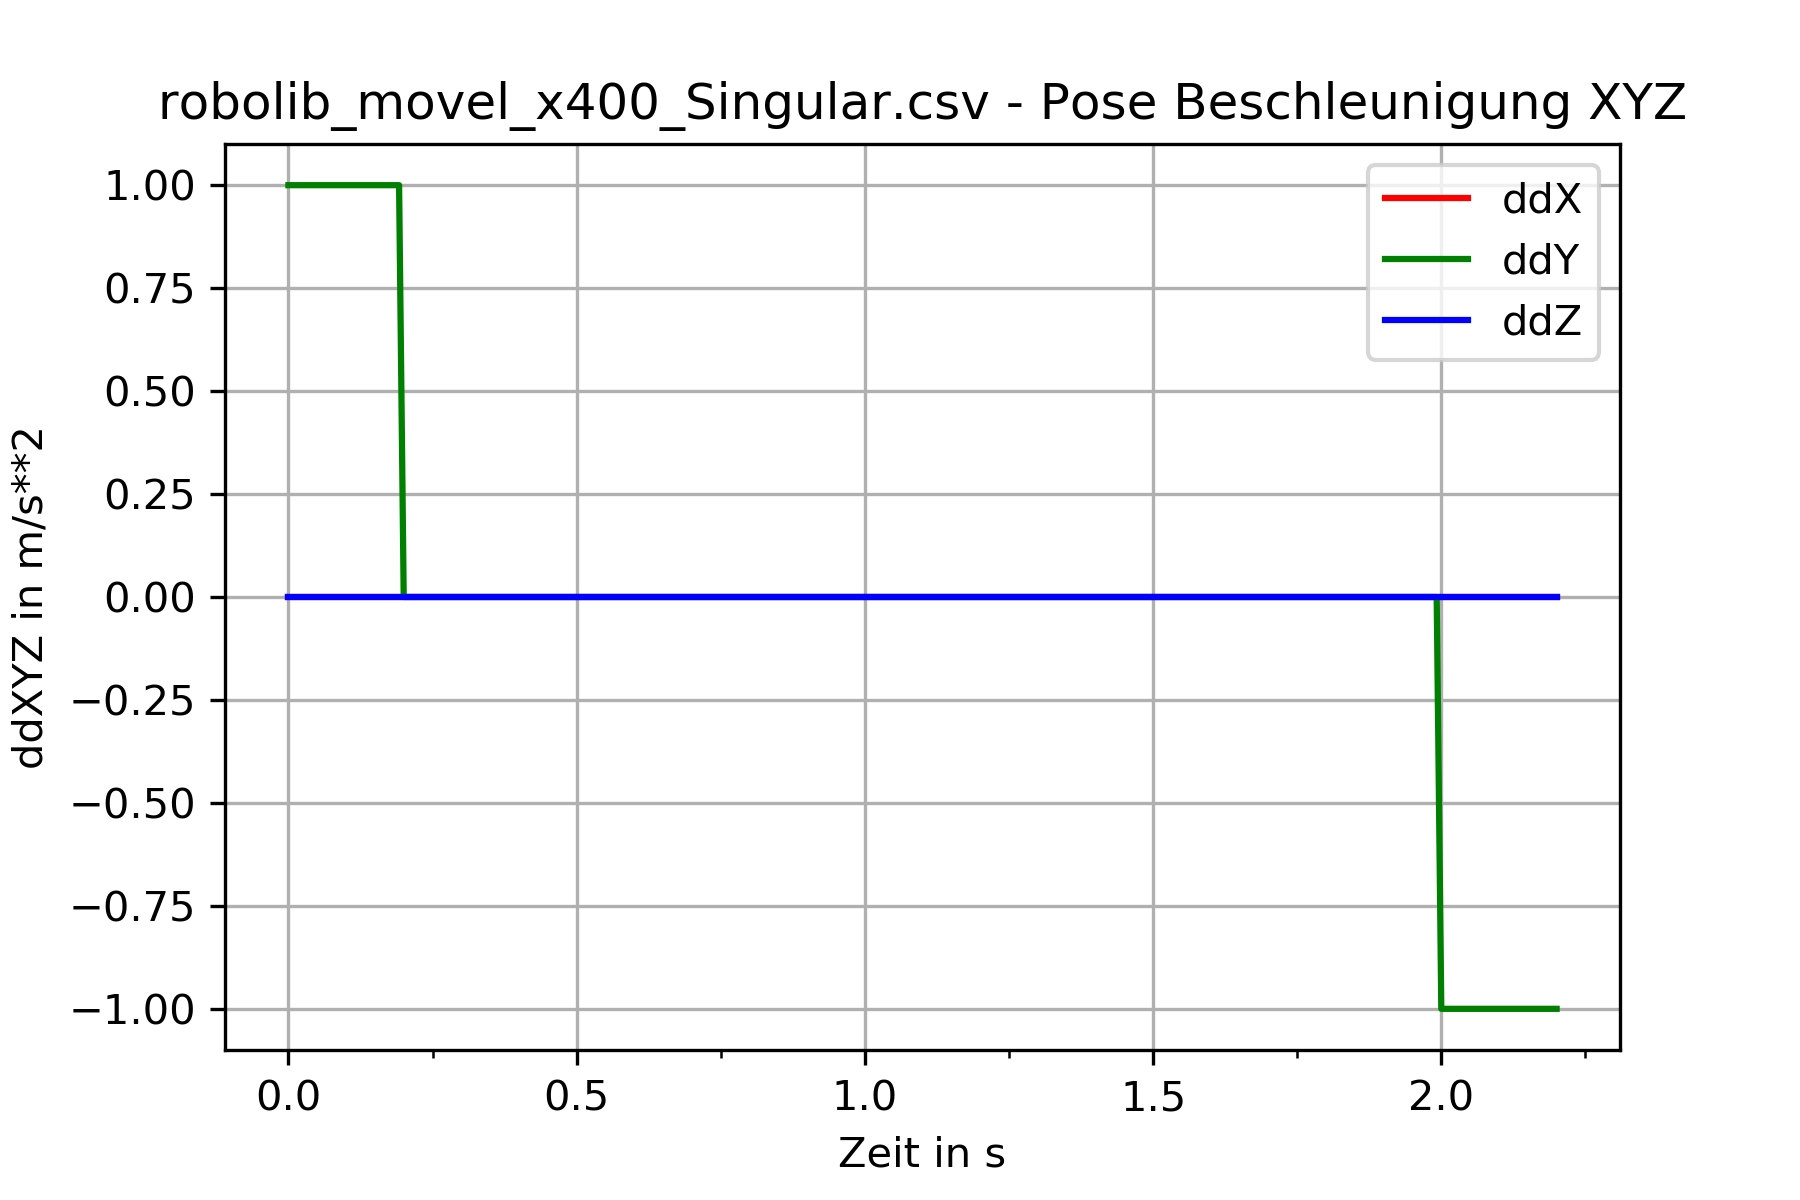 robolib_movel_x400_Singular.csv - Pose Beschleunigung XYZ
ddX
ddY
ddZ
ddXYZ in m/s**2
1.00
0.75
0.50
0.25
0.00
−0.25
−0.50
−0.75
−1.00
0.0 0.5 1.0 1.5 2.0
Zeit in s